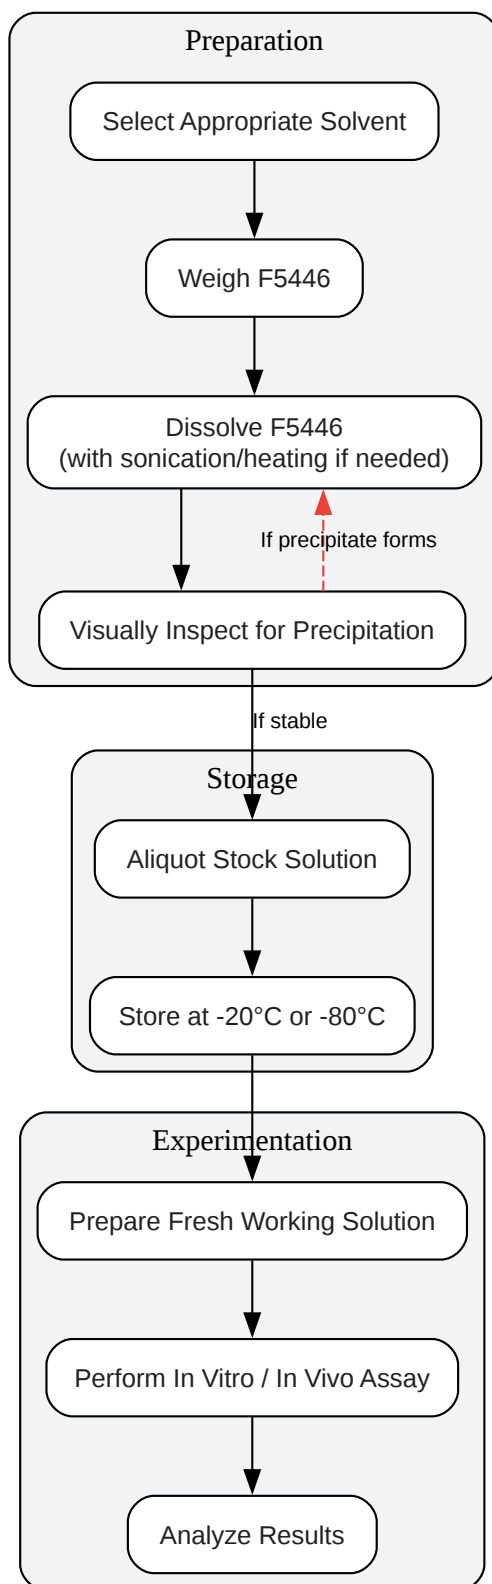 Preparation
Select Appropriate Solvent
Weigh F5446
Dissolve F5446
(with sonication/heating if needed)
If precipitate forms
Visually Inspect for Precipitation
If stable
Storage
Aliquot Stock Solution
Store at -20°C or -80°C
Experimentation
Prepare Fresh Working Solution
Perform In Vitro / In Vivo Assay
Analyze Results